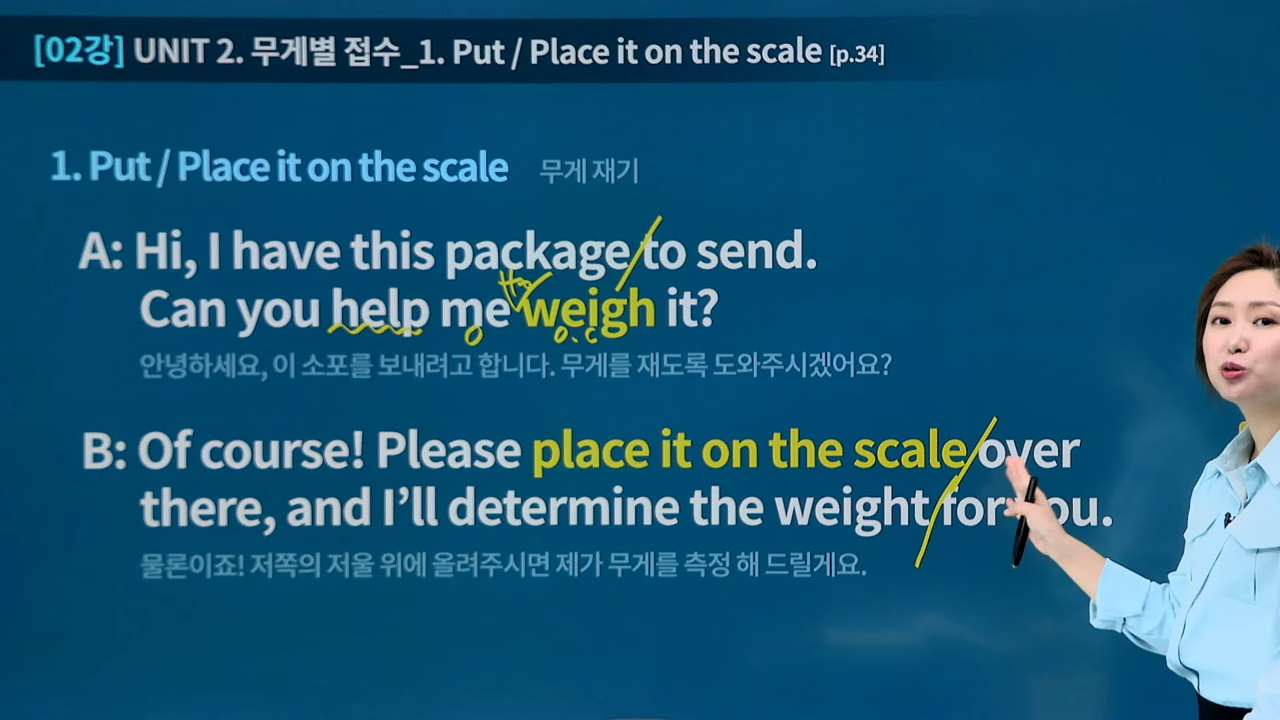 [02강] UNIT 2. 무게별 접수_1. Put / Place it on the scale [p.34]
1. Put / Place it on the scale 무게 재기
A: Hi, I have this package to send.
Can you help me weigh it?
o o.c
안녕하세요, 이 소포를 보내려고 합니다. 무게를 재도록 도와주시겠어요?
B: Of course! Please place it on the scale over
there, and I'll determine the weight for you.
물론이죠! 저쪽의 저울 위에 올려주시면 제가 무게를 측정 해 드릴게요.